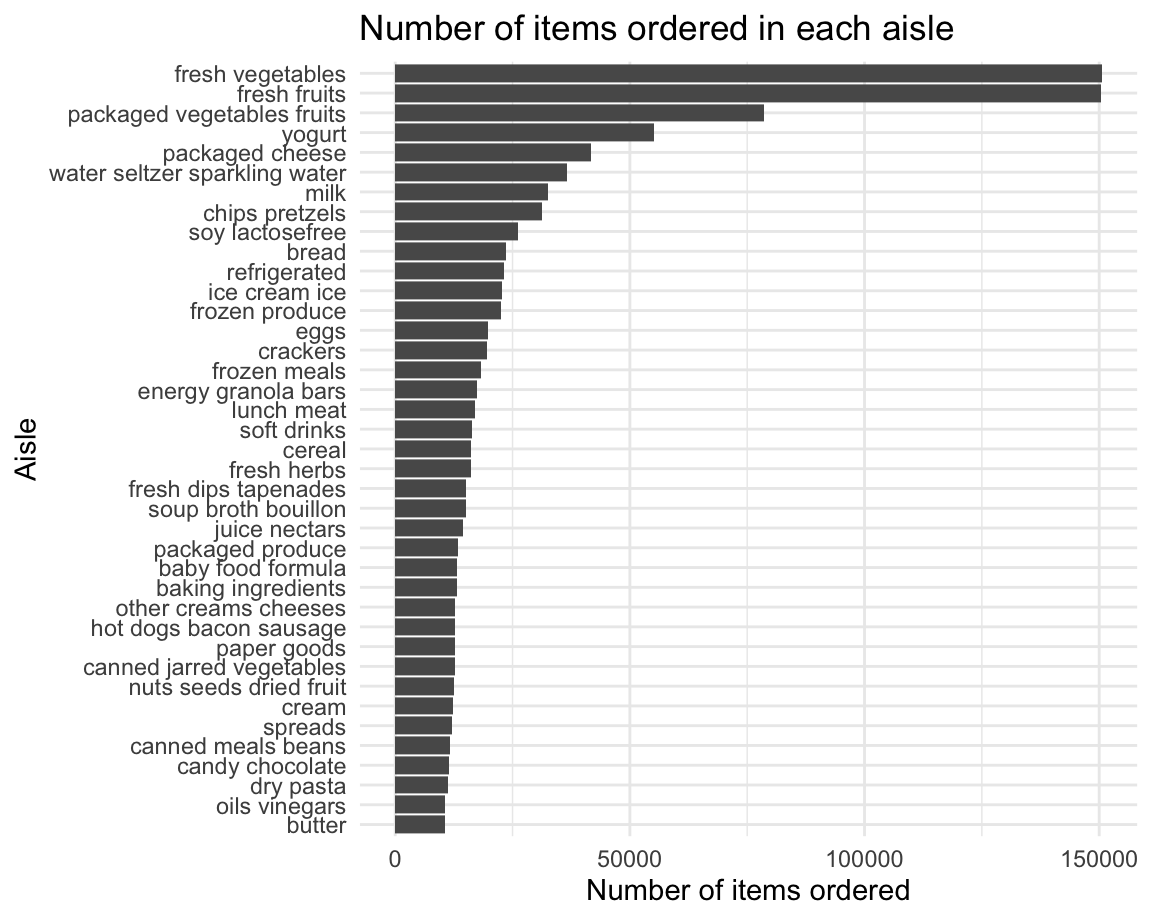 Number of items ordered in each aisle
fresh vegetables
fresh fruits
packaged vegetables fruits
yogurt
packaged cheese
water seltzer sparkling water
milk
chips pretzels
soy lactosefree
bread
refrigerated
ice cream ice
frozen produce
eggs
crackers
frozen meals
energy granola bars
lunch meat
soft drinks
cereal
fresh herbs
fresh dips tapenades
soup broth bouillon
juice nectars
packaged produce
baby food formula
baking ingredients
other creams cheeses
hot dogs bacon sausage
paper goods
canned jarred vegetables
nuts seeds dried fruit
cream
spreads
canned meals beans
candy chocolate
dry pasta
oils vinegars
butter
Aisle
0 50000 100000 150000
Number of items ordered